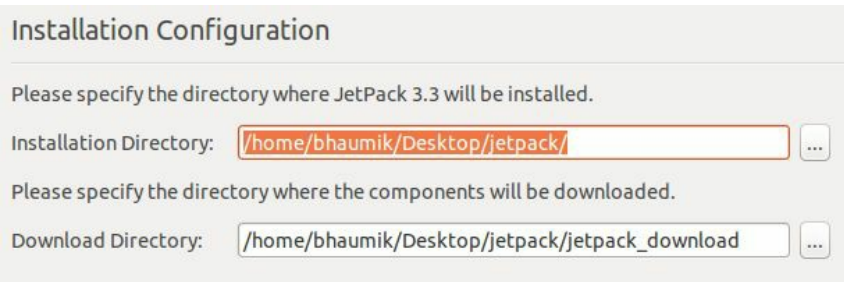 Installation Configuration
Please specify the directory where JetPack 3.3 will be installed.
Installation Directory: /home/bhaumik/Desktop/jetpack/ ...
Please specify the directory where the components will be downloaded.
Download Directory: /home/bhaumik/Desktop/jetpack/jetpack_download ...